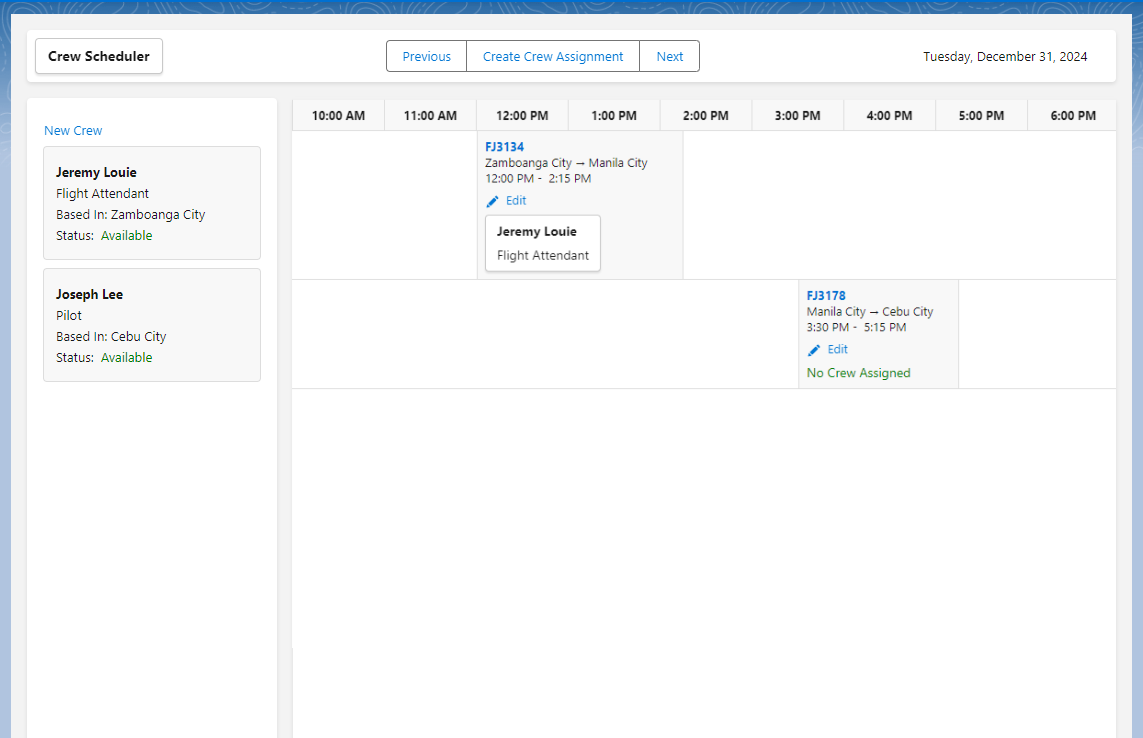 Crew Scheduler
Previous
Create Crew Assignment
Next
Tuesday, December 31, 2024
New Crew
Jeremy Louie
Flight Attendant
Based In: Zamboanga City
Status: Available
Joseph Lee
Pilot
Based In: Cebu City
Status: Available
10:00 AM 11:00 AM 12:00 PM 1:00 PM 2:00 PM 3:00 PM 4:00 PM 5:00 PM 6:00 PM
FJ3134
Zamboanga City → Manila City
12:00 PM - 2:15 PM
Edit
Jeremy Louie
Flight Attendant
FJ3178
Manila City → Cebu City
3:30 PM - 5:15 PM
Edit
No Crew Assigned